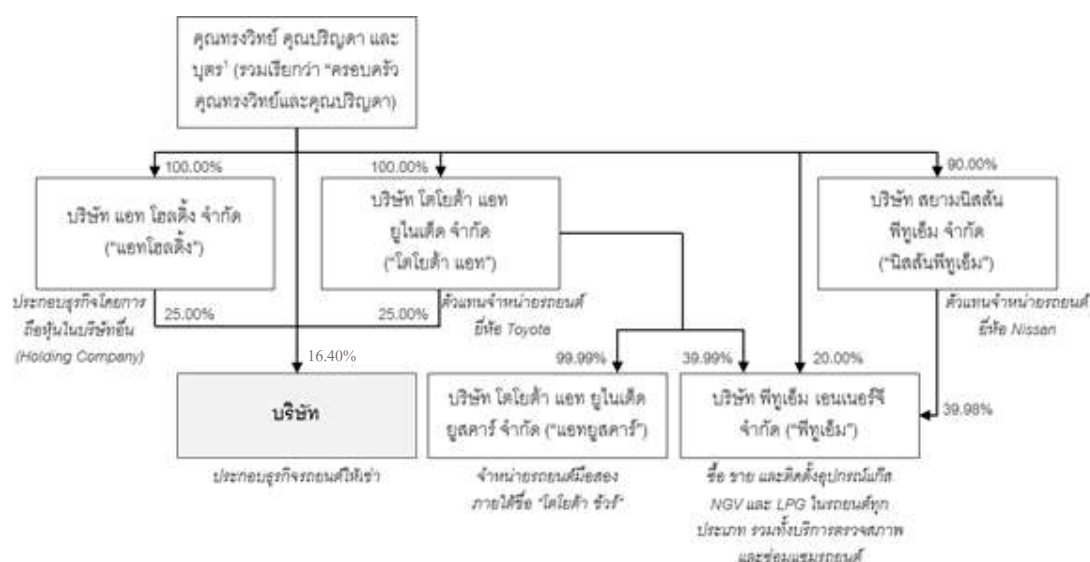 คุณทรงวิทย์ คุณปริญดา และ
บุตร¹ (รวมเรียกว่า “ครอบครัว
คุณทรงวิทย์และคุณปริญดา)
100.00%
100.00%
90.00%
บริษัท แอท โฮลดิ้ง จำกัด
(“แอทโฮลดิ้ง”)
บริษัท โตโยต้า แอท
ยูไนเต็ด จำกัด
(“โตโยต้า แอท”)
บริษัท สยามนิสสัน
พีทูเอ็ม จำกัด
(“นิสสันพีทูเอ็ม”)
ประกอบธุรกิจโดยการ
ถือหุ้นในบริษัทอื่น
(Holding Company)
25.00%
25.00%
ตัวแทนจำหน่ายรถยนต์
ยี่ห้อ Toyota
ตัวแทนจำหน่ายรถยนต์
ยี่ห้อ Nissan
16.40%
99.99%
39.99%
20.00%
39.98%
บริษัท
บริษัท โตโยต้า แอท ยูไนเต็ด
ยูสคาร์ จำกัด (“แอทยูสคาร์”)
บริษัท พีทูเอ็ม เอนเนอร์จี
จำกัด (“พีทูเอ็ม”)
ประกอบธุรกิจรถยนต์ให้เช่า
จำหน่ายรถยนต์มือสอง
ภายใต้ชื่อ “โตโยต้า ชัวร์”
ซื้อ ขาย และติดตั้งอุปกรณ์แก๊ส
NGV และ LPG ในรถยนต์ทุก
ประเภท รวมทั้งบริการตรวจสภาพ
และซ่อมแซมรถยนต์